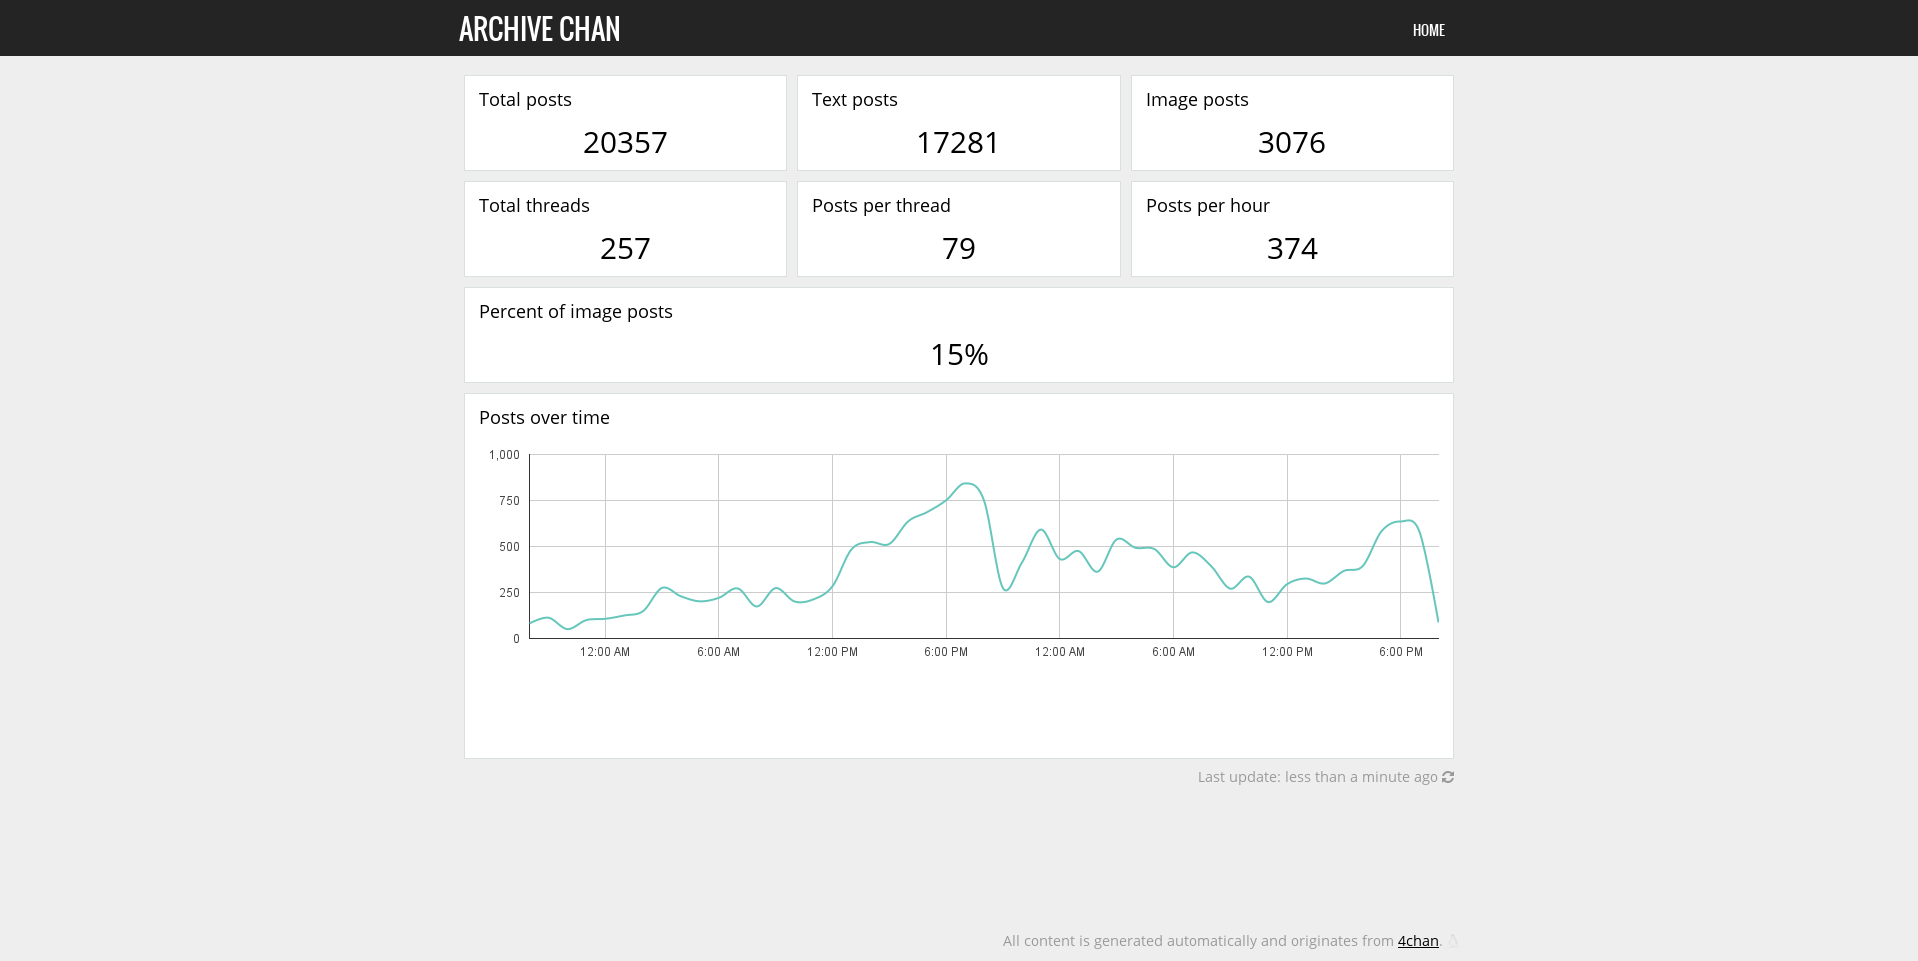 ARCHIVE CHAN
HOME
Total posts
20357
Text posts
17281
Image posts
3076
Total threads
257
Posts per thread
79
Posts per hour
374
Percent of image posts
15%
Posts over time
1,000
750
500
250
0
12:00 AM 6:00 AM 12:00 PM 6:00 PM 12:00 AM 6:00 AM 12:00 PM 6:00 PM
Last update: less than a minute ago
All content is generated automatically and originates from 4chan.